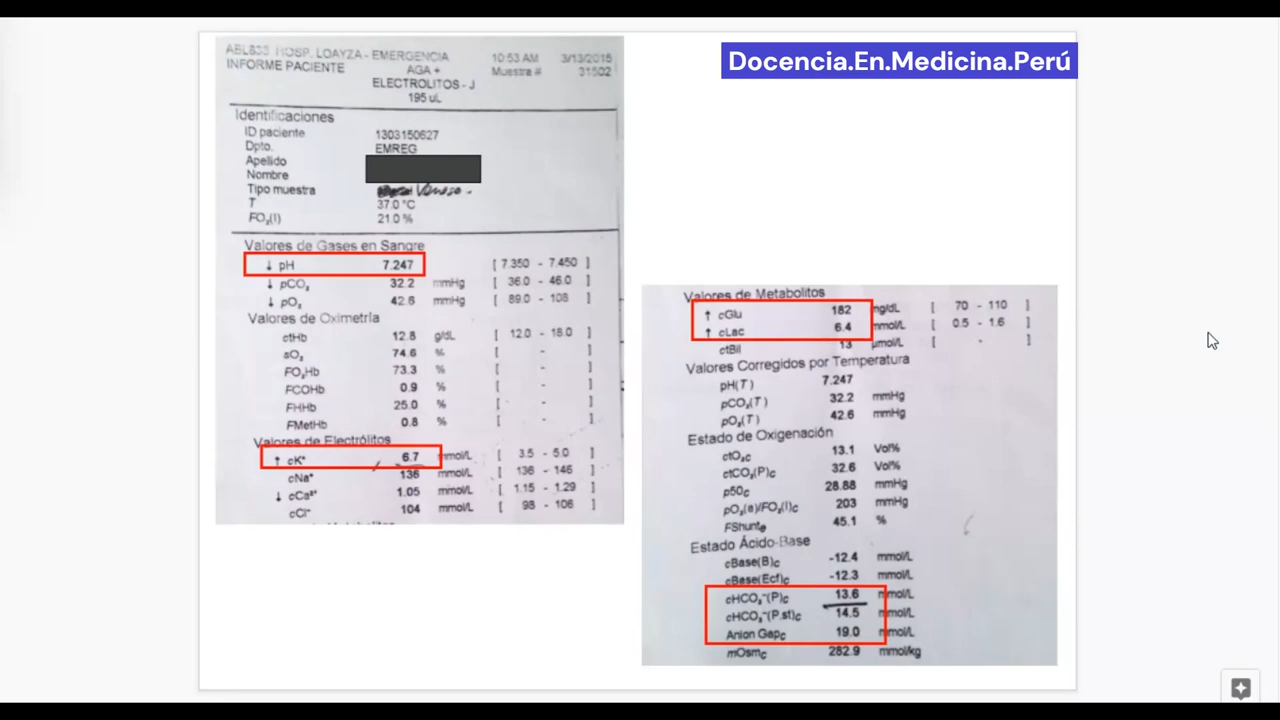 Docencia.En.Medicina.Perú
ABL835 HOSP. LOAYZA - EMERGENCIA 10:53 AM 3/13/2015
INFORME PACIENTE AGA + Muestra # 31502
ELECTROLITOS - J
195 uL
Identificaciones
ID paciente 1303150627
Dpto. EMREG
Apellido
Nombre
Tipo muestra Venoso -
T 37.0 °C
FO₂(I) 21.0 %
Valores de Gases en Sangre
↓ pH 7.247 [ 7.350 - 7.450 ]
↓ pCO₂ 32.2 mmHg [ 36.0 - 46.0 ]
↓ pO₂ 42.6 mmHg [ 89.0 - 108 ]
Valores de Oximetría
ctHb 12.8 g/dL [ 12.0 - 18.0 ]
sO₂ 74.6 % [ - ]
FO₂Hb 73.3 % [ - ]
FCOHb 0.9 % [ - ]
FHHb 25.0 % [ - ]
FMetHb 0.8 % [ - ]
Valores de Electrólitos
↑ cK⁺ 6.7 mmol/L [ 3.5 - 5.0 ]
cNa⁺ 136 mmol/L [ 136 - 146 ]
↓ cCa²⁺ 1.05 mmol/L [ 1.15 - 1.29 ]
cCl⁻ 104 mmol/L [ 98 - 106 ]
Valores de Metabolitos
↑ cGlu 182 mg/dL [ 70 - 110 ]
↑ cLac 6.4 mmol/L [ 0.5 - 1.6 ]
ctBil 13 µmol/L [ - ]
Valores Corregidos por Temperatura
pH(T) 7.247
pCO₂(T) 32.2 mmHg
pO₂(T) 42.6 mmHg
Estado de Oxigenación
ctO₂c 13.1 Vol%
ctCO₂(P)c 32.6 Vol%
p50c 28.88 mmHg
pO₂(a)/FO₂(I)c 203 mmHg
FShunte 45.1 %
Estado Ácido-Base
cBase(B)c -12.4 mmol/L
cBase(Ecf)c -12.3 mmol/L
cHCO₃⁻(P)c 13.6 mmol/L
cHCO₃⁻(P.st)c 14.5 mmol/L
Anion Gapc 19.0 mmol/L
mOsmc 282.9 mmol/kg